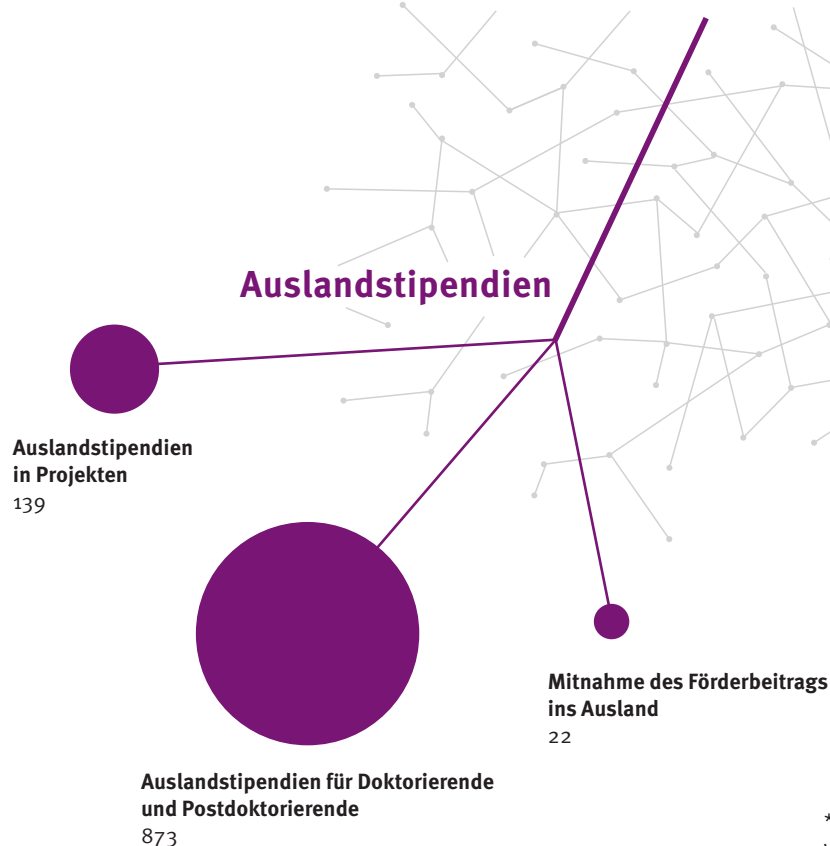 Auslandstipendien
Auslandstipendien
in Projekten
139
Mitnahme des Förderbeitrags
ins Ausland
22
Auslandstipendien für Doktorierende
und Postdoktorierende
873
*